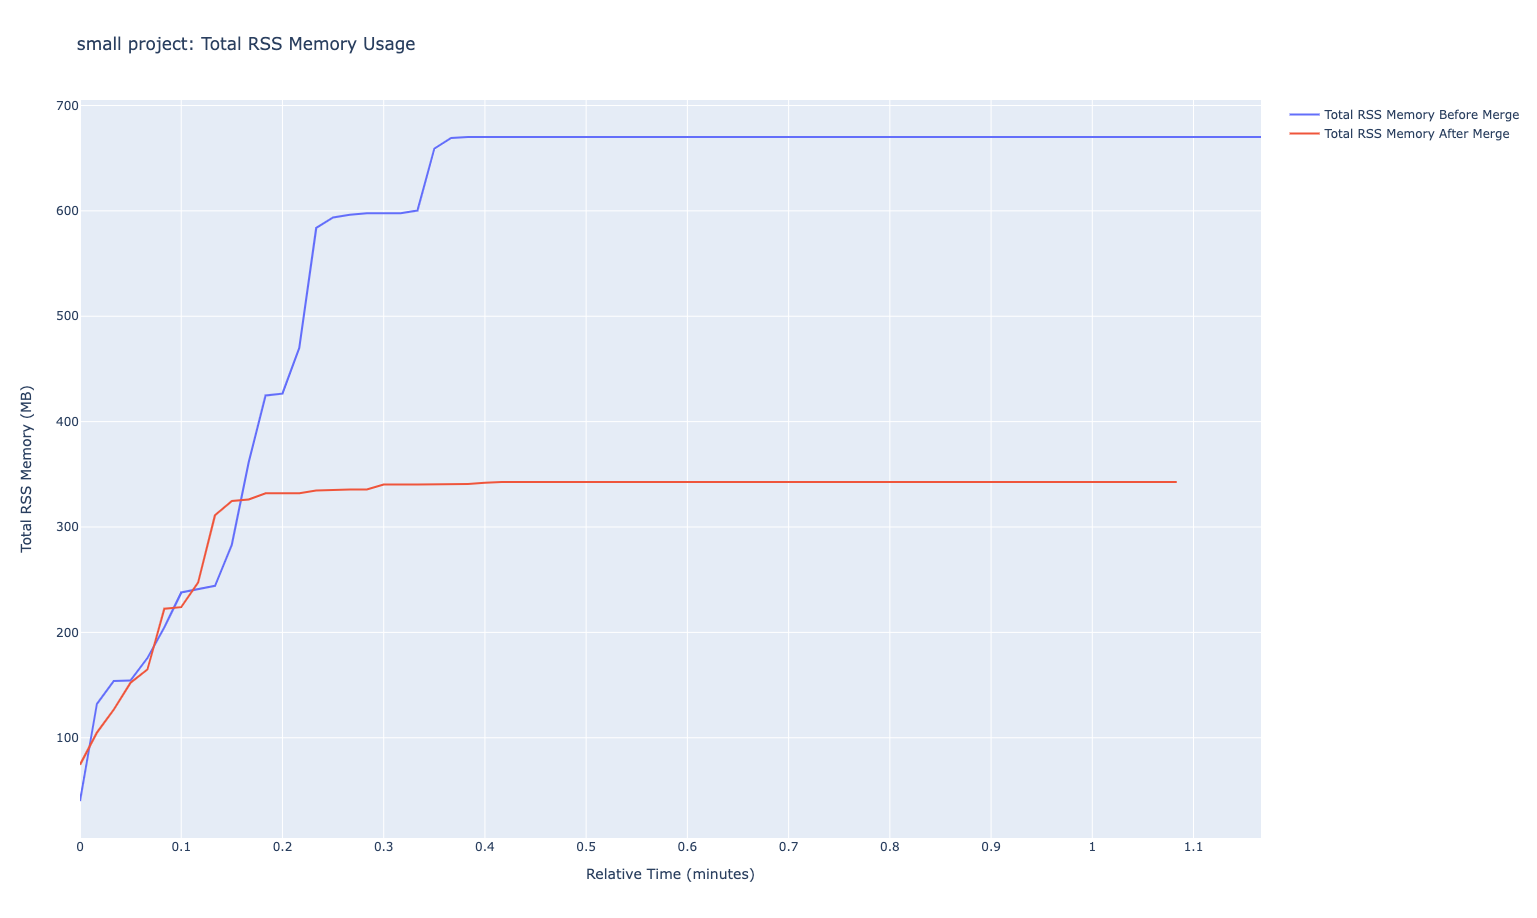 small project: Total RSS Memory Usage
Total RSS Memory Before Merge
Total RSS Memory After Merge
Total RSS Memory (MB)
700
600
500
400
300
200
100
0 0.1 0.2 0.3 0.4 0.5 0.6 0.7 0.8 0.9 1 1.1
Relative Time (minutes)